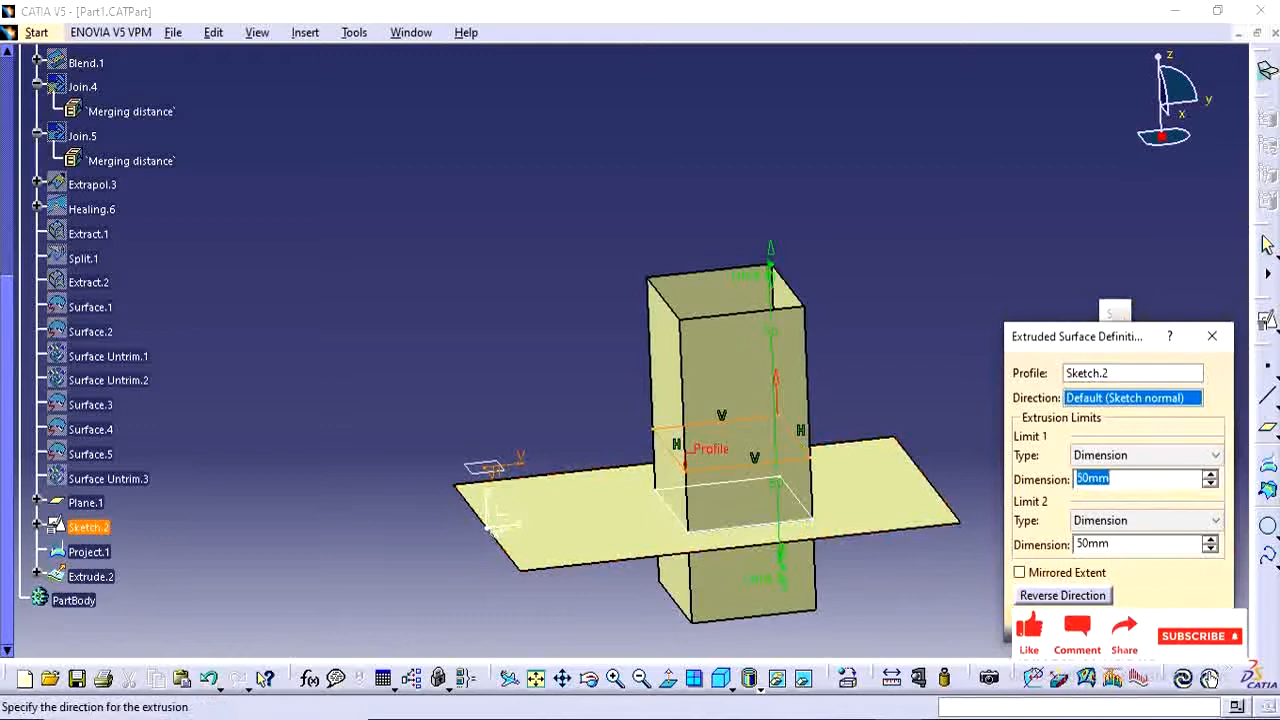 CATIA V5 - [Part1.CATPart]
Start ENOVIA V5 VPM File Edit View Insert Tools Window Help
Blend.1
Join.4
`Merging distance`
Join.5
`Merging distance`
Extrapol.3
Healing.6
Extract.1
Split.1
Extract.2
Surface.1
Surface.2
Surface Untrim.1
Surface Untrim.2
Surface.3
Surface.4
Surface.5
Surface Untrim.3
Plane.1
Sketch.2
Project.1
Extrude.2
PartBody
z
y
x
V
H
H
Profile
V
50
50
Extruded Surface Definiti... ?
Profile: Sketch.2
Direction: Default (Sketch normal)
Extrusion Limits
Limit 1
Type: Dimension
Dimension: 50mm
Limit 2
Type: Dimension
Dimension: 50mm
Mirrored Extent
Reverse Direction
Like Comment Share SUBSCRIBE
f(x)
CATIA
Specify the direction for the extrusion